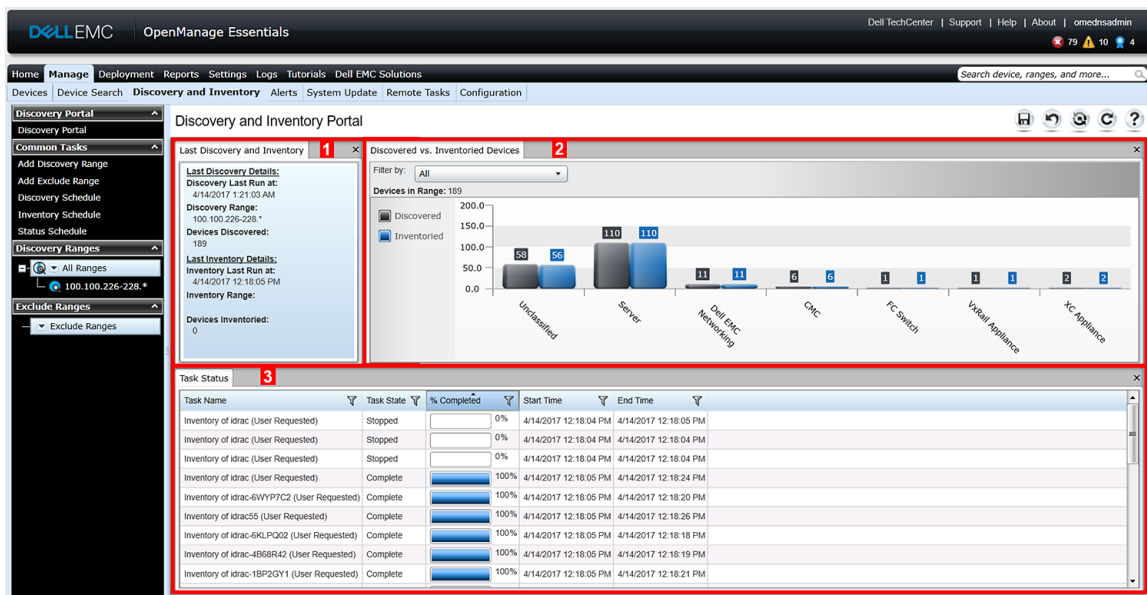 DELLEMC OpenManage Essentials
Dell TechCenter | Support | Help | About | omednsadmin
79 10 4
Home Manage Deployment Reports Settings Logs Tutorials Dell EMC Solutions
Search device, ranges, and more...
Devices Device Search Discovery and Inventory Alerts System Update Remote Tasks Configuration
Discovery Portal
Discovery Portal
Common Tasks
Add Discovery Range
Add Exclude Range
Discovery Schedule
Inventory Schedule
Status Schedule
Discovery Ranges
All Ranges
100.100.226-228.*
Exclude Ranges
Exclude Ranges
Discovery and Inventory Portal
?
Last Discovery and Inventory 1 ×
Last Discovery Details:
Discovery Last Run at:
4/14/2017 1:21:03 AM
Discovery Range:
100.100.226-228.*
Devices Discovered:
189
Last Inventory Details:
Inventory Last Run at:
4/14/2017 12:18:05 PM
Inventory Range:
Devices Inventoried:
0
Discovered vs. Inventoried Devices 2 ×
Filter by: All
Devices in Range: 189
Discovered
Inventoried
200.0
150.0
100.0
50.0
0.0
58 56 110 110 11 11 6 6 1 1 1 1 2 2
Unclassified
Server
Dell EMC
Networking
CMC
FC Switch
VxRail Appliance
XC Appliance
Task Status 3 ×
Task Name Task State % Completed Start Time End Time
Inventory of idrac (User Requested) Stopped 0% 4/14/2017 12:18:04 PM 4/14/2017 12:18:05 PM
Inventory of idrac (User Requested) Stopped 0% 4/14/2017 12:18:04 PM 4/14/2017 12:18:04 PM
Inventory of idrac (User Requested) Stopped 0% 4/14/2017 12:18:04 PM 4/14/2017 12:18:04 PM
Inventory of idrac (User Requested) Complete 100% 4/14/2017 12:18:05 PM 4/14/2017 12:18:24 PM
Inventory of idrac-6WYP7C2 (User Requested) Complete 100% 4/14/2017 12:18:05 PM 4/14/2017 12:18:20 PM
Inventory of idrac55 (User Requested) Complete 100% 4/14/2017 12:18:05 PM 4/14/2017 12:18:26 PM
Inventory of idrac-6KLPQ02 (User Requested) Complete 100% 4/14/2017 12:18:05 PM 4/14/2017 12:18:18 PM
Inventory of idrac-4B68R42 (User Requested) Complete 100% 4/14/2017 12:18:05 PM 4/14/2017 12:18:19 PM
Inventory of idrac-1BP2GY1 (User Requested) Complete 100% 4/14/2017 12:18:05 PM 4/14/2017 12:18:21 PM